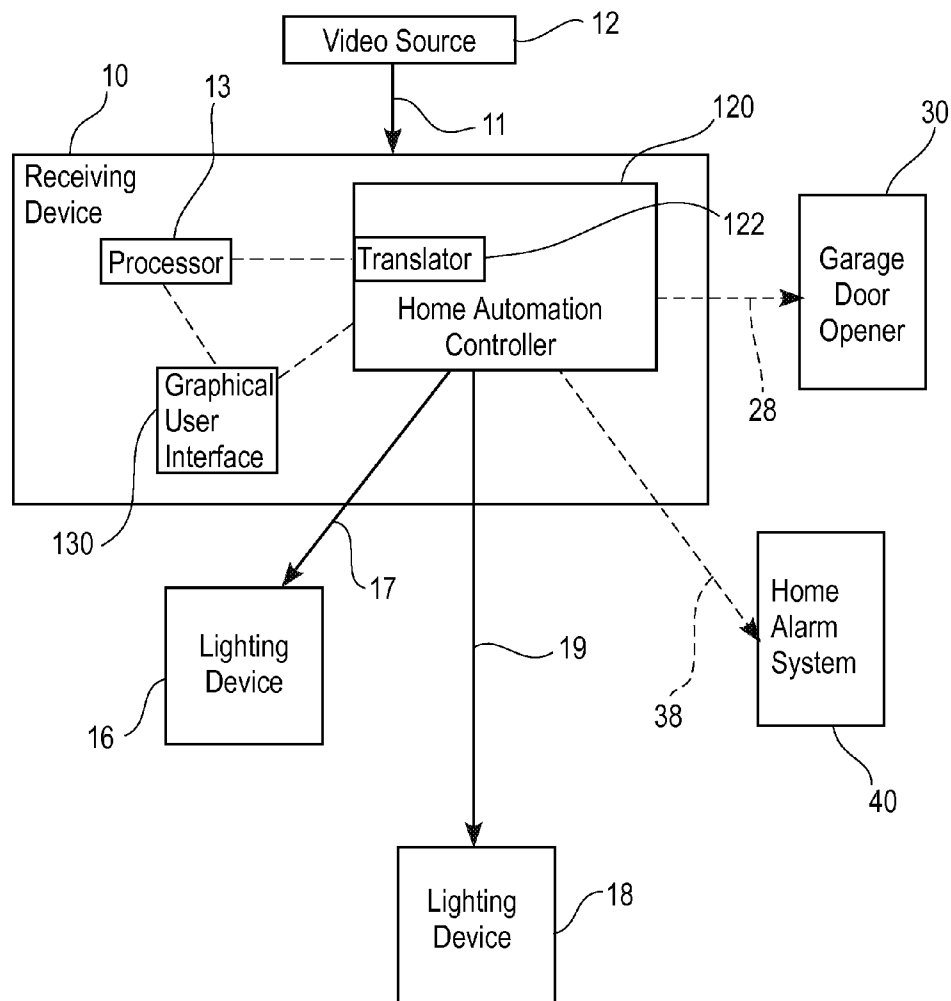 Video Source
12
10
13
11
120
30
Receiving
Device
122
Processor
Translator
Garage
Door
Opener
Home Automation
Controller
28
Graphical
User
Interface
130
17
19
Home
Alarm
System
38
Lighting
Device
16
40
Lighting
Device
18